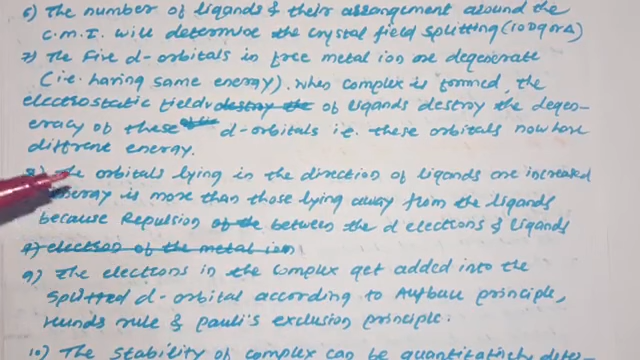 6) The number of ligands & their arrangement around the
C.M.I. will determine the crystal field splitting (10Dq or Δ)
7) The Five d-orbitals in free metal ion are degenerate
(i.e. having same energy). When complex is formed, the
electrostatic field destroy the of ligands destroy the degen-
eracy of these d-orbitals i.e. these orbitals now have
different energy.
The orbitals lying in the direction of ligands are increased
energy is more than those lying away from the ligands
because Repulsion of the between the d electrons & ligands
9) electron of the metal ion
9) The electrons in the complex get added into the
splitted d-orbital according to Aufbau principle,
Hunds rule & Pauli's exclusion principle.
10) The stability of complex can be quantitatively deter-